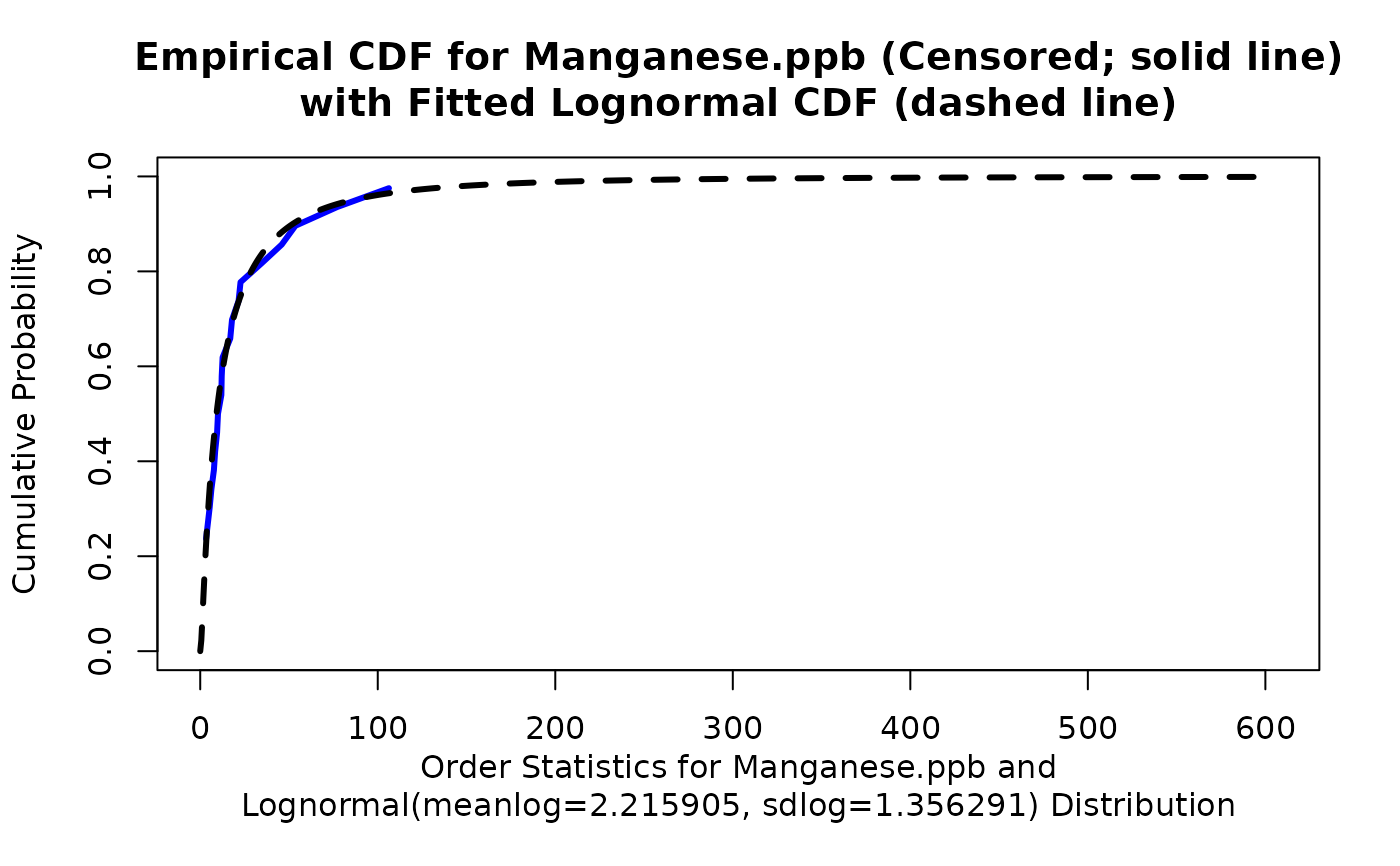 Empirical CDF for Manganese.ppb (Censored; solid line)
with Fitted Lognormal CDF (dashed line)
Cumulative Probability
1.0
0.8
0.6
0.4
0.2
0.0
0 100 200 300 400 500 600
Order Statistics for Manganese.ppb and
Lognormal(meanlog=2.215905, sdlog=1.356291) Distribution